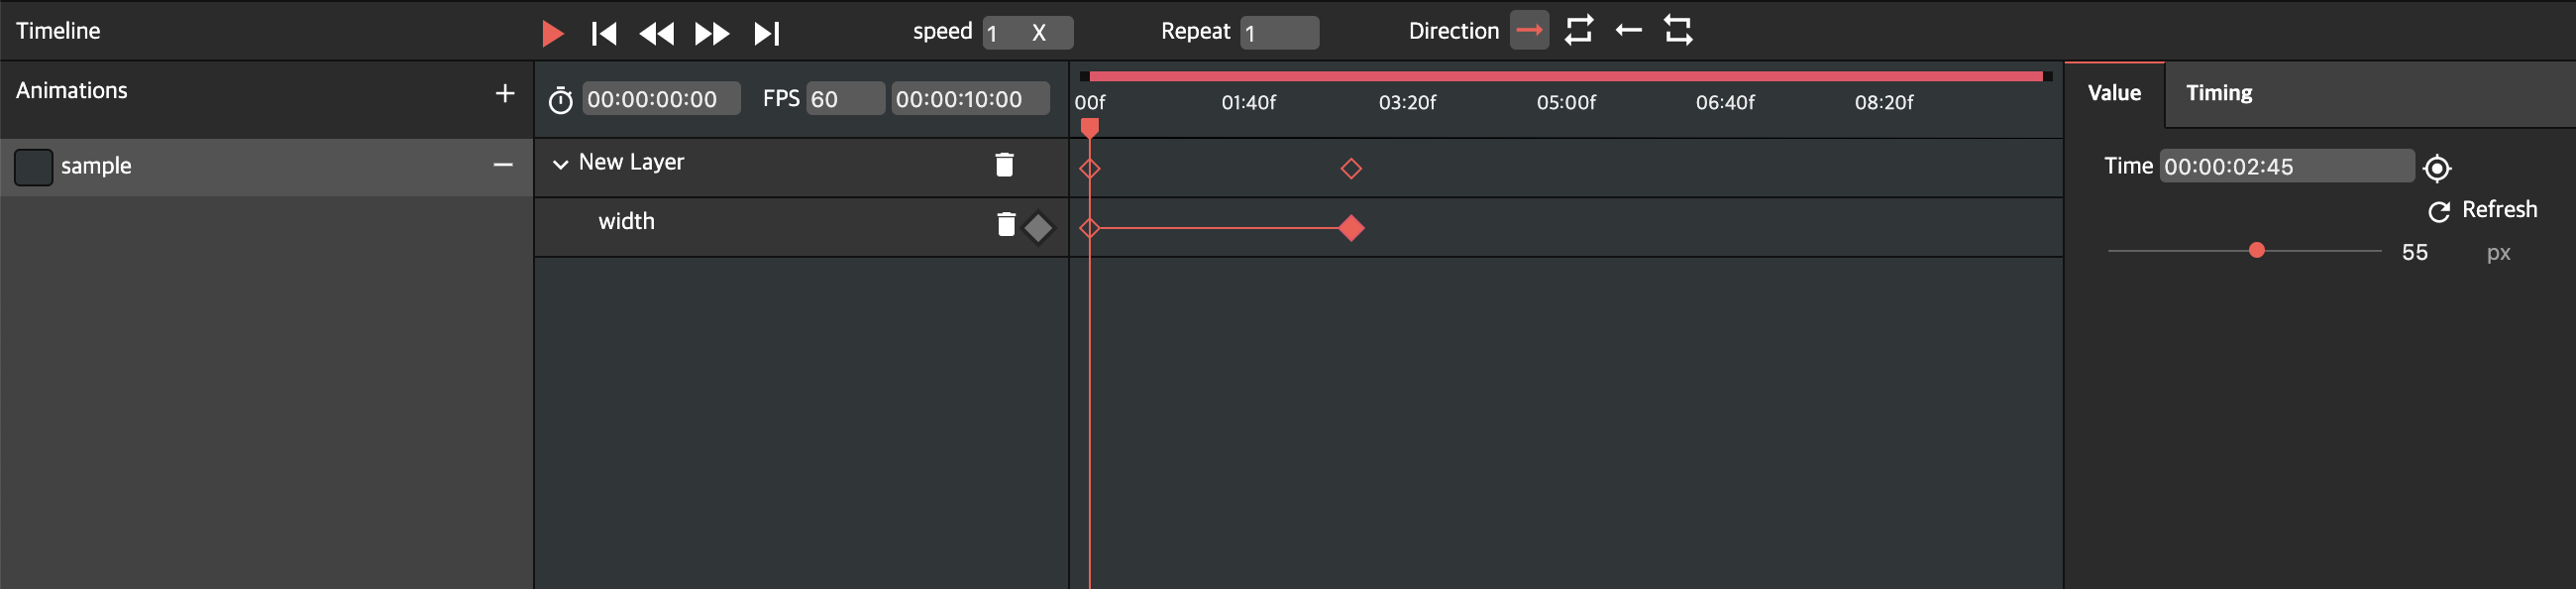 Timeline
speed 1 X
Repeat 1
Direction
Animations
00:00:00:00 FPS 60 00:00:10:00
00f 01:40f 03:20f 05:00f 06:40f 08:20f
Value Timing
sample
New Layer
Time 00:00:02:45
width
Refresh
55 px